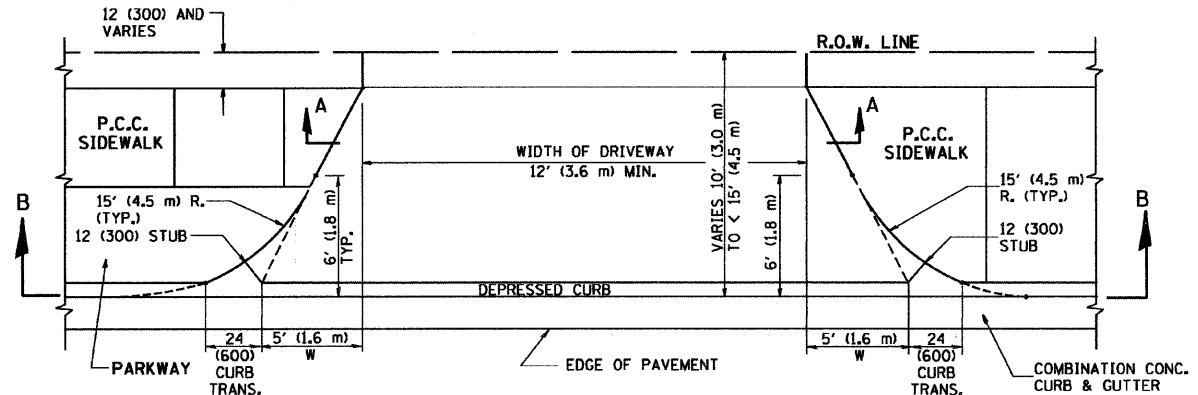 12 (300) AND
VARIES
R.O.W. LINE
P.C.C.
SIDEWALK
A
WIDTH OF DRIVEWAY
12' (3.6 m) MIN.
VARIES 10' (3.0 m)
TO < 15' (4.5 m)
A
P.C.C.
SIDEWALK
B
15' (4.5 m) R.
(TYP.)
12 (300) STUB
6' (1.8 m)
TYP.
6' (1.8 m)
15' (4.5 m)
R. (TYP.)
12 (300)
STUB
B
DEPRESSED CURB
24
(600)
CURB
TRANS.
5' (1.6 m)
W
PARKWAY
EDGE OF PAVEMENT
5' (1.6 m)
W
24
(600)
CURB
TRANS.
COMBINATION CONC.
CURB & GUTTER